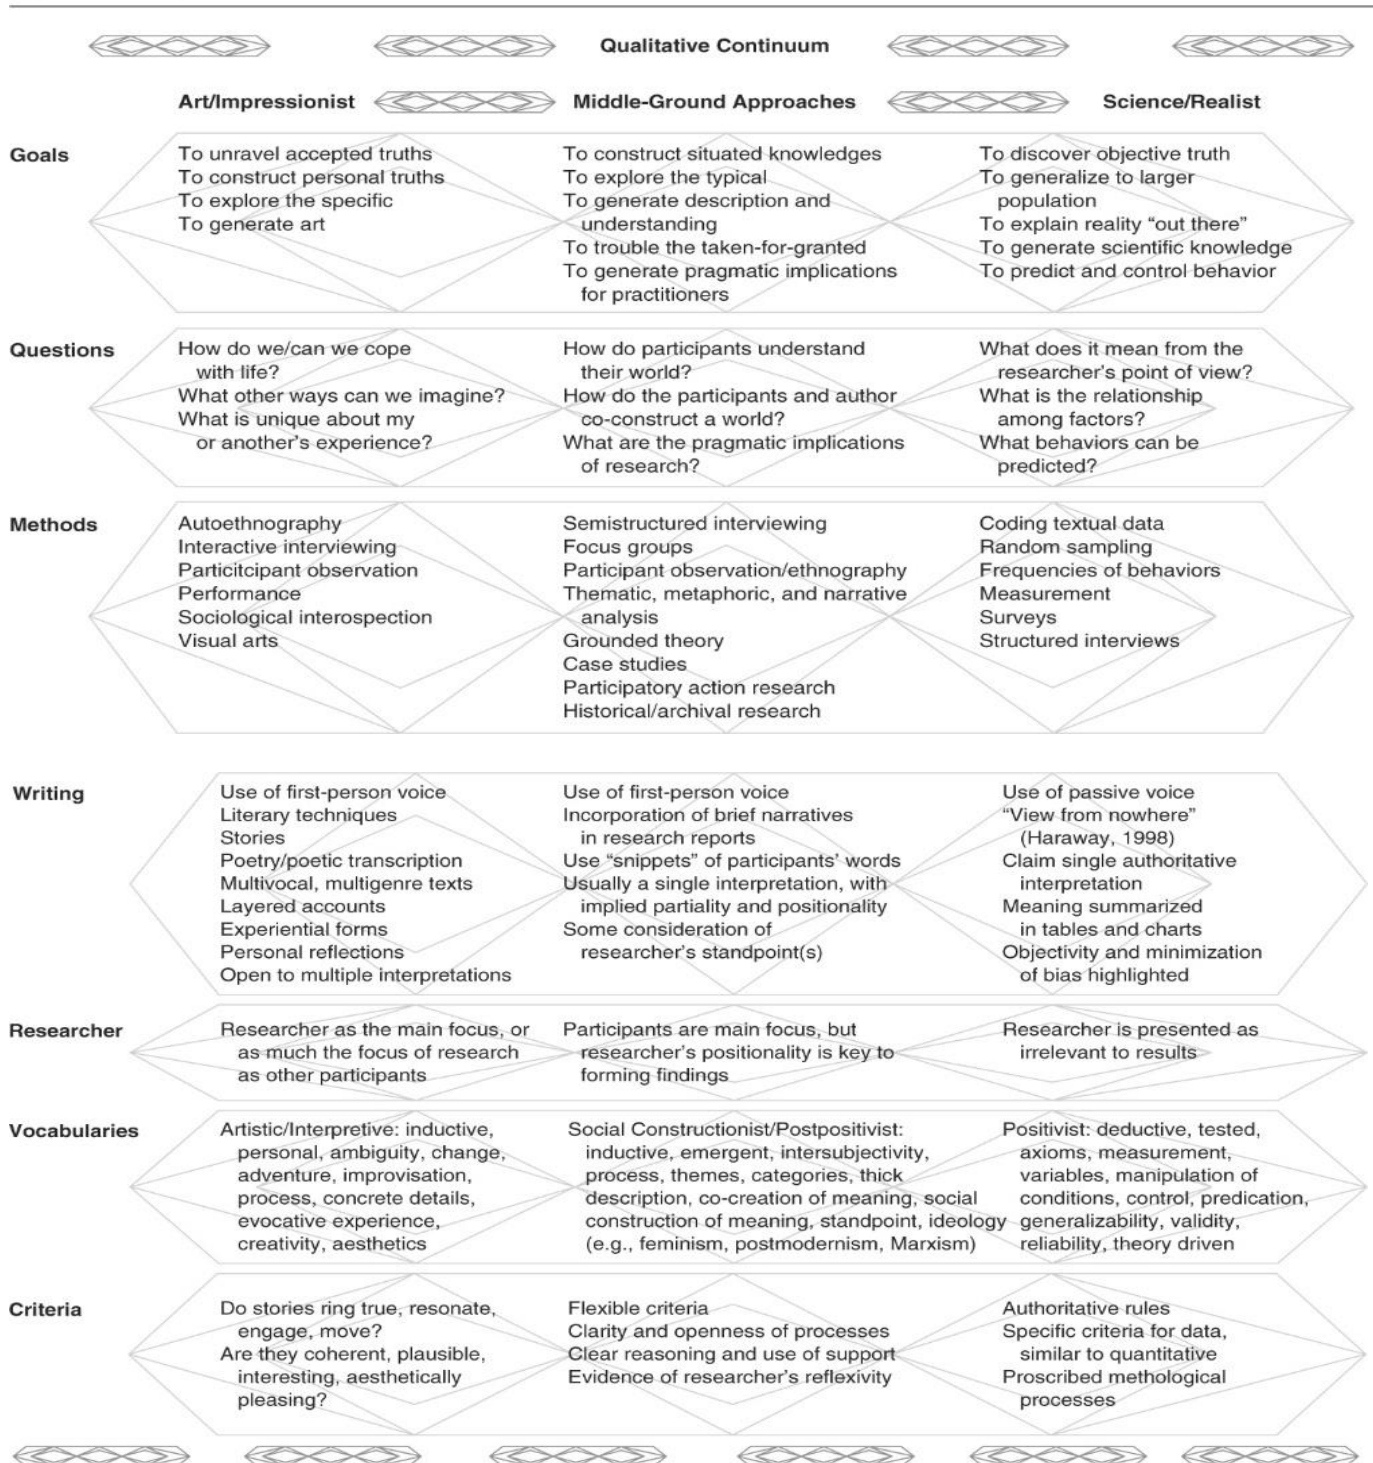 Qualitative Continuum
Art/Impressionist
Middle-Ground Approaches
Science/Realist
Goals
To unravel accepted truths
To construct personal truths
To explore the specific
To generate art
To construct situated knowledges
To explore the typical
To generate description and
understanding
To trouble the taken-for-granted
To generate pragmatic implications
for practitioners
To discover objective truth
To generalize to larger
population
To explain reality “out there”
To generate scientific knowledge
To predict and control behavior
Questions
How do we/can we cope
with life?
What other ways can we imagine?
What is unique about my
or another’s experience?
How do participants understand
their world?
How do the participants and author
co-construct a world?
What are the pragmatic implications
of research?
What does it mean from the
researcher’s point of view?
What is the relationship
among factors?
What behaviors can be
predicted?
Methods
Autoethnography
Interactive interviewing
Particitcipant observation
Performance
Sociological interospection
Visual arts
Semistructured interviewing
Focus groups
Participant observation/ethnography
Thematic, metaphoric, and narrative
analysis
Grounded theory
Case studies
Participatory action research
Historical/archival research
Coding textual data
Random sampling
Frequencies of behaviors
Measurement
Surveys
Structured interviews
Writing
Use of first-person voice
Literary techniques
Stories
Poetry/poetic transcription
Multivocal, multigenre texts
Layered accounts
Experiential forms
Personal reflections
Open to multiple interpretations
Use of first-person voice
Incorporation of brief narratives
in research reports
Use “snippets” of participants’ words
Usually a single interpretation, with
implied partiality and positionality
Some consideration of
researcher’s standpoint(s)
Use of passive voice
“View from nowhere”
(Haraway, 1998)
Claim single authoritative
interpretation
Meaning summarized
in tables and charts
Objectivity and minimization
of bias highlighted
Researcher
Researcher as the main focus, or
as much the focus of research
as other participants
Participants are main focus, but
researcher’s positionality is key to
forming findings
Researcher is presented as
irrelevant to results
Vocabularies
Artistic/Interpretive: inductive,
personal, ambiguity, change,
adventure, improvisation,
process, concrete details,
evocative experience,
creativity, aesthetics
Social Constructionist/Postpositivist:
inductive, emergent, intersubjectivity,
process, themes, categories, thick
description, co-creation of meaning, social
construction of meaning, standpoint, ideology
(e.g., feminism, postmodernism, Marxism)
Positivist: deductive, tested,
axioms, measurement,
variables, manipulation of
conditions, control, predication,
generalizability, validity,
reliability, theory driven
Criteria
Do stories ring true, resonate,
engage, move?
Are they coherent, plausible,
interesting, aesthetically
pleasing?
Flexible criteria
Clarity and openness of processes
Clear reasoning and use of support
Evidence of researcher’s reflexivity
Authoritative rules
Specific criteria for data,
similar to quantitative
Proscribed methological
processes